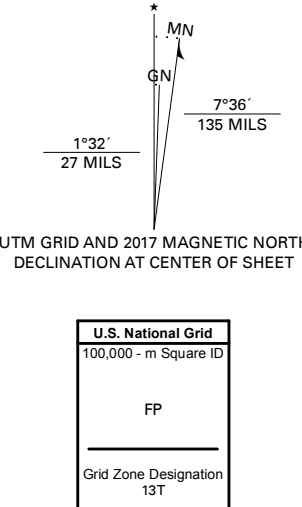 MN
GN
7°36´
135 MILS
1°32´
27 MILS
UTM GRID AND 2017 MAGNETIC NORTH
DECLINATION AT CENTER OF SHEET
U.S. National Grid
100,000 - m Square ID
FP
Grid Zone Designation
13T